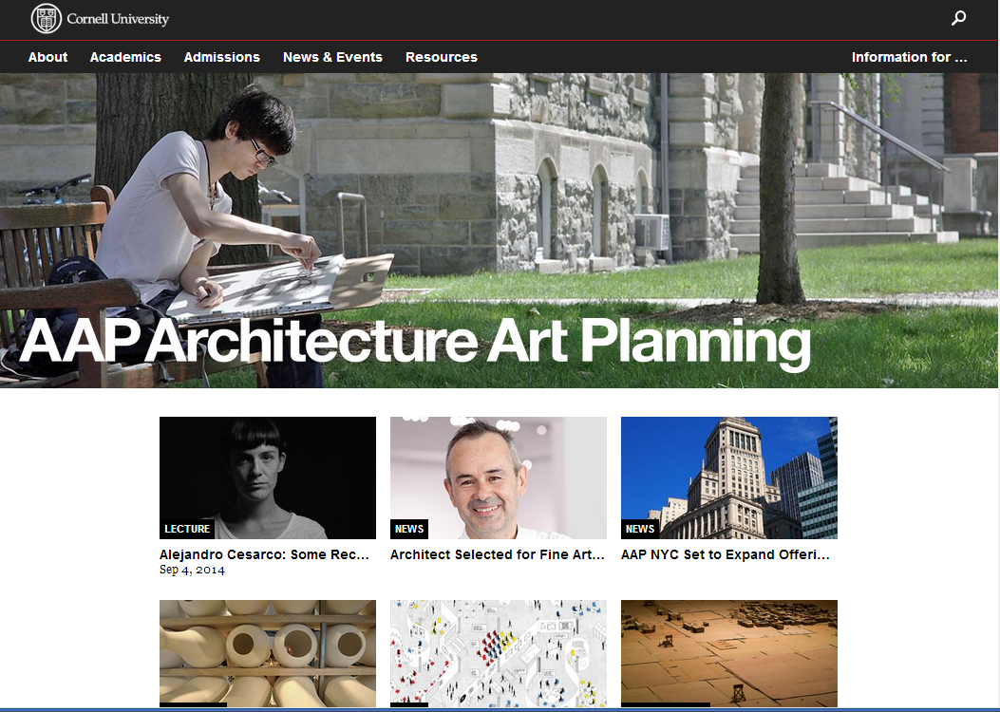 Cornell University
About Academics Admissions News & Events Resources Information for ...
AAP Architecture Art Planning
LECTURE
Alejandro Cesarco: Some Rec...
Sep 4, 2014
NEWS
Architect Selected for Fine Art...
NEWS
AAP NYC Set to Expand Offeri...